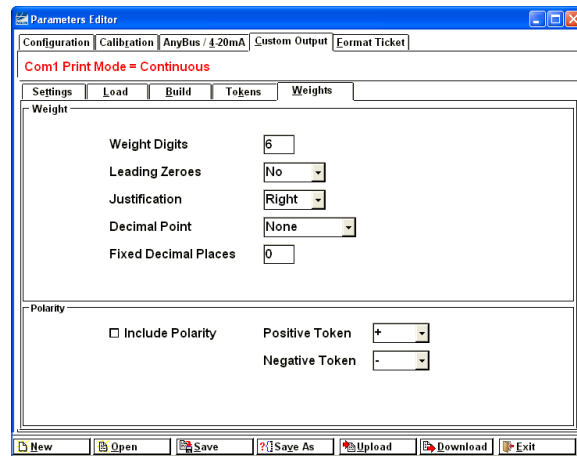 Parameters Editor
Configuration Calibration AnyBus / 4-20mA Custom Output Format Ticket
Com1 Print Mode = Continuous
Settings Load Build Tokens Weights
Weight
Weight Digits 6
Leading Zeroes No
Justification Right
Decimal Point None
Fixed Decimal Places 0
Polarity
Include Polarity Positive Token +
Negative Token -
New Open Save ?{}Save As Upload Download Exit